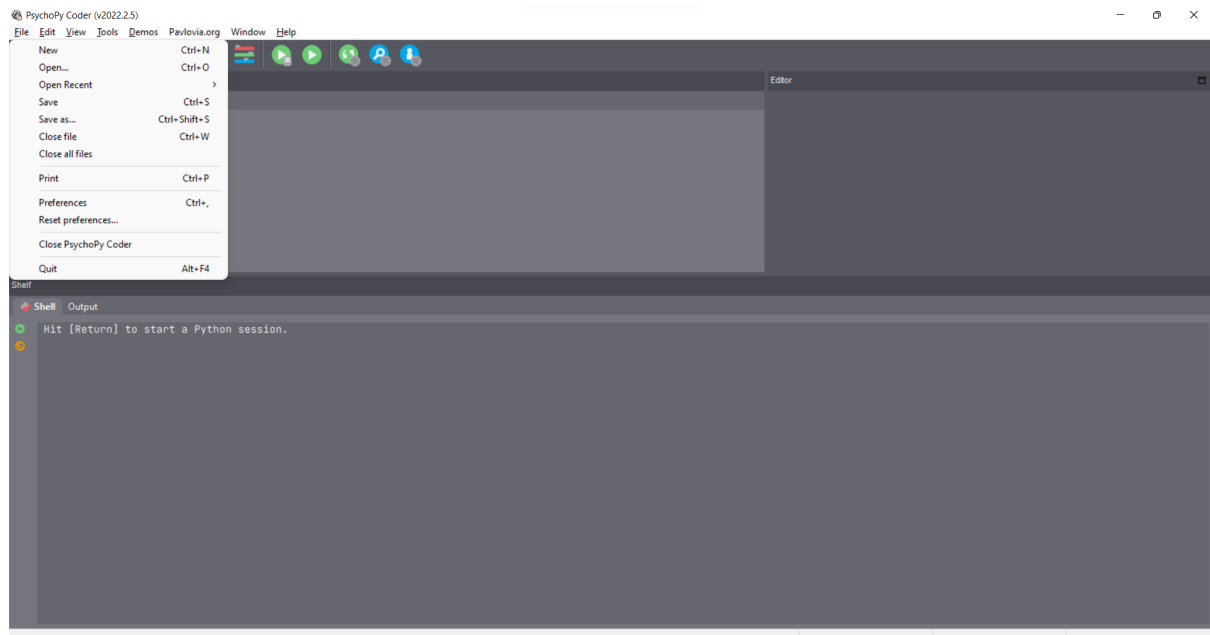 PsychoPy Coder (v2022.2.5)
File Edit View Tools Demos Pavlovia.org Window Help
New Ctrl+N
Open... Ctrl+O
Open Recent
Save Ctrl+S
Save as... Ctrl+Shift+S
Close file Ctrl+W
Close all files
Print Ctrl+P
Preferences Ctrl+,
Reset preferences...
Close PsychoPy Coder
Quit Alt+F4
Editor
Shelf
Shell Output
Hit [Return] to start a Python session.